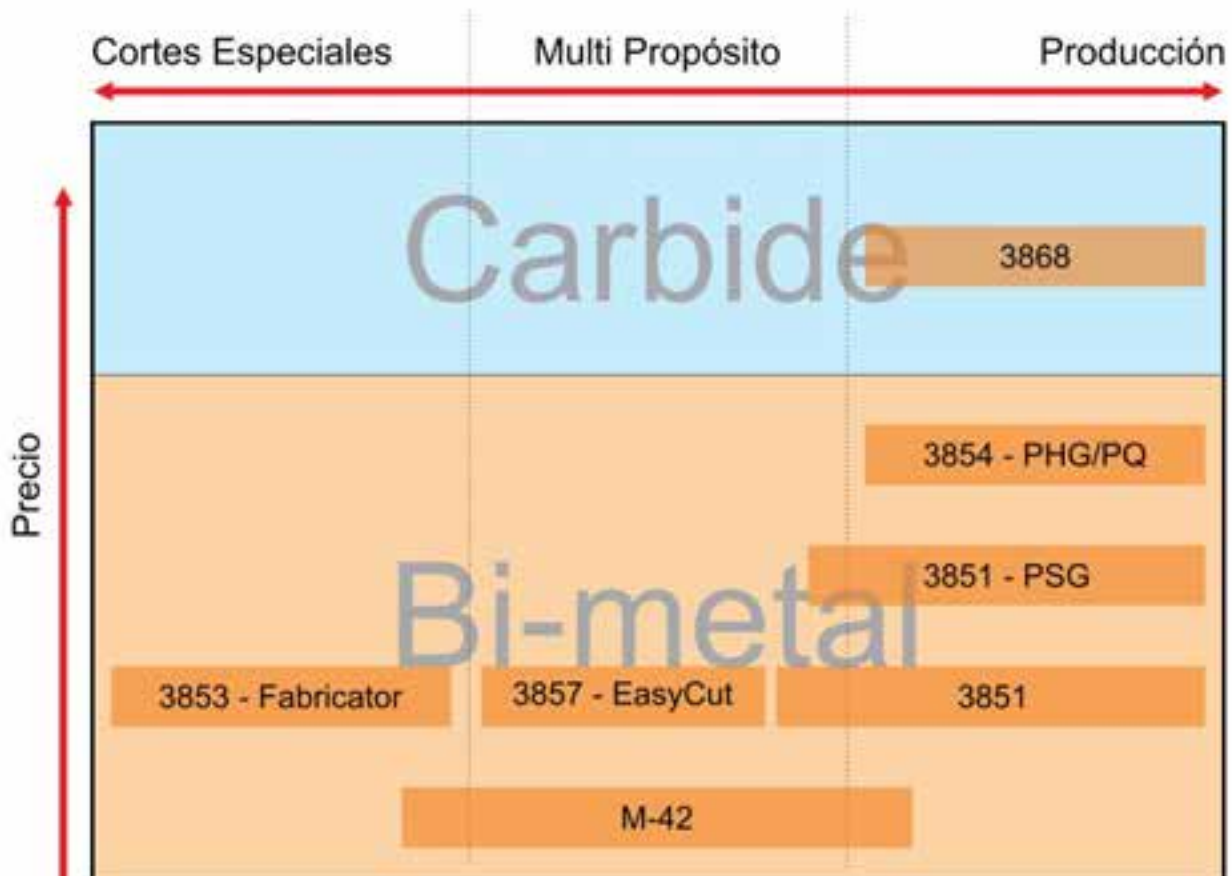 Cortes Especiales Multi Propósito Producción
Carbide
3868
Precio
3854 - PHG/PQ
3851 - PSG
Bi-metal
3853 - Fabricator 3857 - EasyCut 3851
M-42